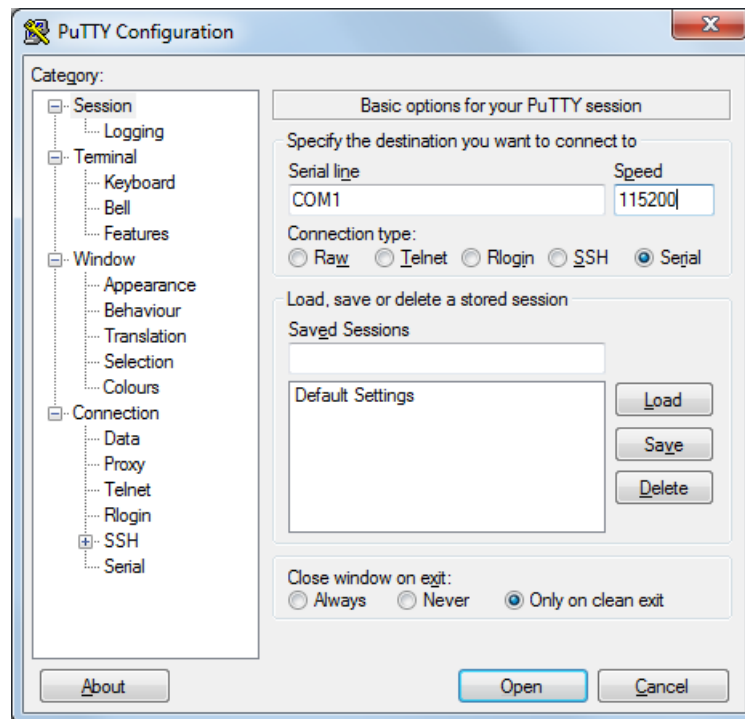 PuTTY Configuration
Category:
Session
Logging
Terminal
Keyboard
Bell
Features
Window
Appearance
Behaviour
Translation
Selection
Colours
Connection
Data
Proxy
Telnet
Rlogin
SSH
Serial
Basic options for your PuTTY session
Specify the destination you want to connect to
Serial line Speed
COM1 115200
Connection type:
Raw Telnet Rlogin SSH Serial
Load, save or delete a stored session
Saved Sessions
Default Settings
Load
Save
Delete
Close window on exit:
Always Never Only on clean exit
About Open Cancel